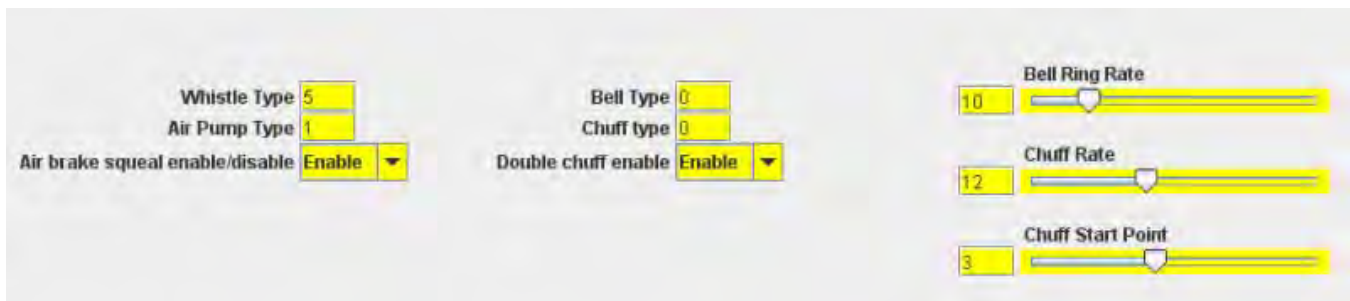 Whistle Type 5
Air Pump Type 1
Air brake squeal enable/disable Enable
Bell Type 0
Chuff type 0
Double chuff enable Enable
Bell Ring Rate
10
Chuff Rate
12
Chuff Start Point
3